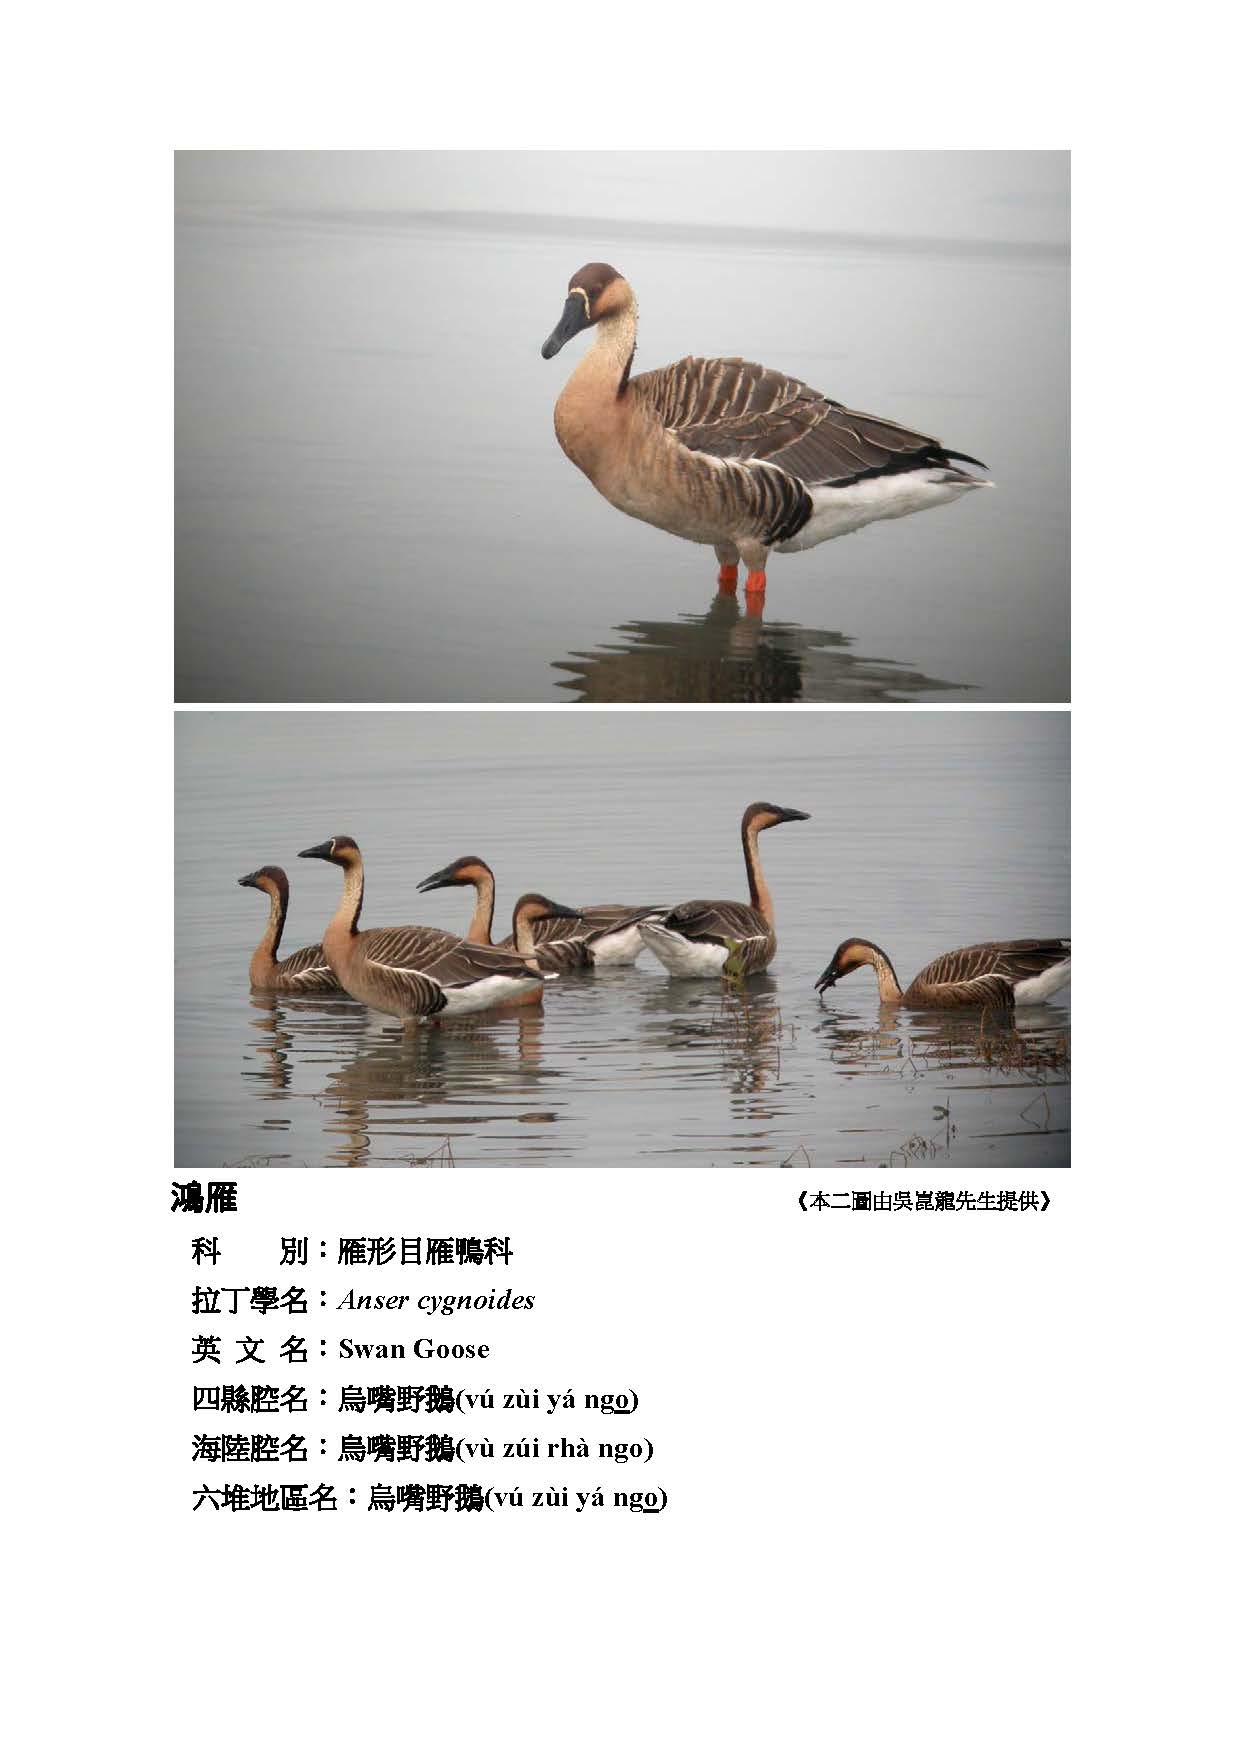 鴻雁 《本二圖由吳崑龍先生提供》
科 別：雁形目雁鴨科
拉丁學名：Anser cygnoides
英 文 名：Swan Goose
四縣腔名：烏嘴野鵝(vú zùi yá ngo)
海陸腔名：烏嘴野鵝(vù zúi rhà ngo)
六堆地區名：烏嘴野鵝(vú zùi yá ngo)